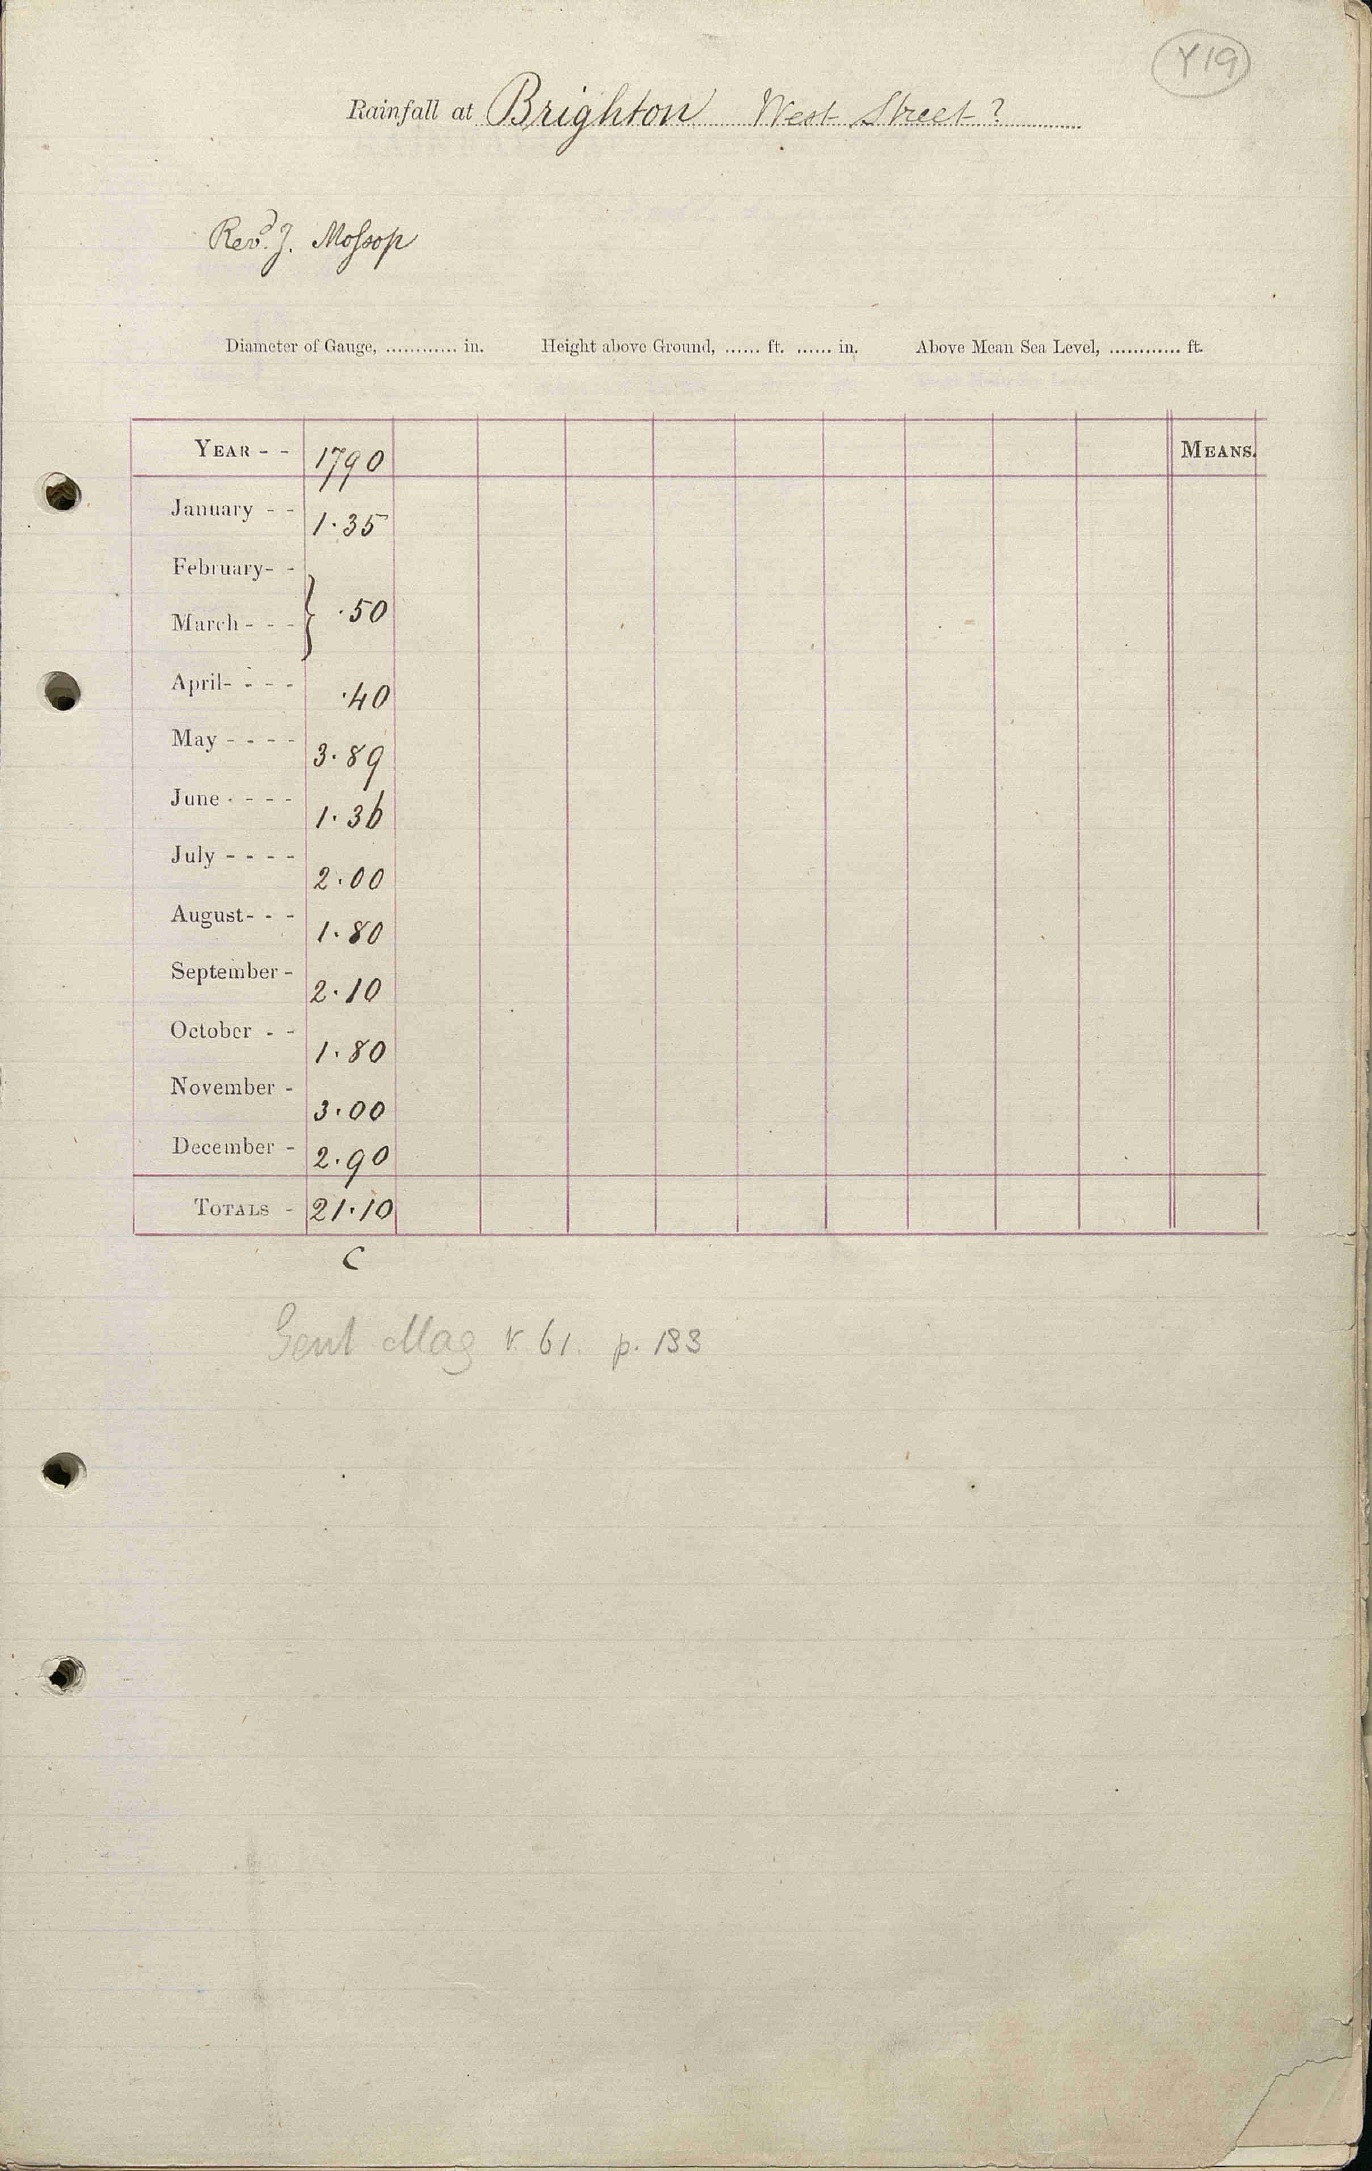 Y19
Rainfall at Brighton West Street?
Revd. J. Mossop
Diameter of Gauge, ............ in. Height above Ground, ...... ft. ...... in. Above Mean Sea Level, ............ ft.
YEAR - - 1790 MEANS.
January - - 1.35
February- -
March - - - } .50
April- - - - .40
May - - - - 3.89
June - - - - 1.36
July - - - - 2.00
August- - - 1.80
September - 2.10
October - - 1.80
November - 3.00
December - 2.90
TOTALS - 21.10
C
Gent Mag v 61. p. 133